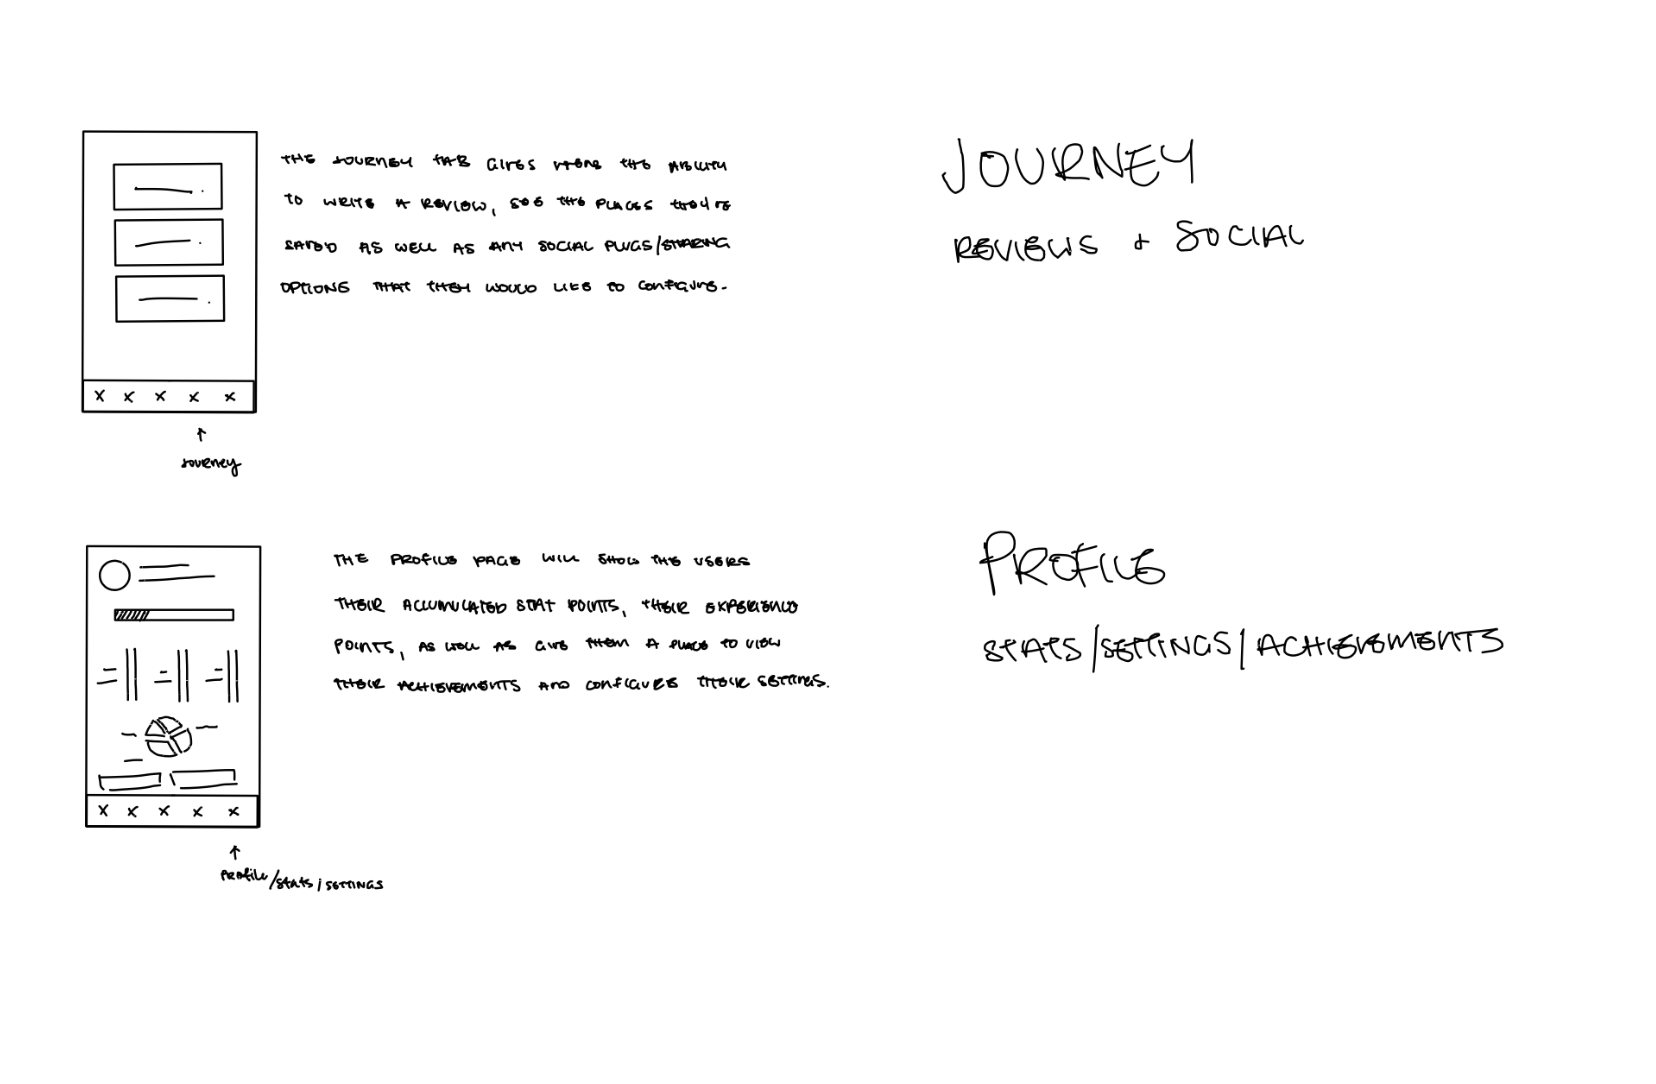 THE JOURNEY TAB GIVES THE ABILITY
TO WRITE A REVIEW, SEE THE PLACES THEY'VE
SAVED AS WELL AS ANY SOCIAL PLUGS/SHARING
OPTIONS THAT THEY WOULD LIKE TO CONFIGURE.
JOURNEY
REVIEWS + SOCIAL
X X X X X
JOURNEY
THE PROFILE PAGE WILL SHOW THE USERS
THEIR ACCUMULATED STAT POINTS, THEIR EXPERIENCE
POINTS, AS WELL AS GIVE THEM A PLACE TO VIEW
THEIR ACHIEVEMENTS AND CONFIGURE THEIR SETTINGS.
PROFILE
STATS/SETTINGS/ACHIEVEMENTS
X X X X X
PROFILE/STATS/SETTINGS